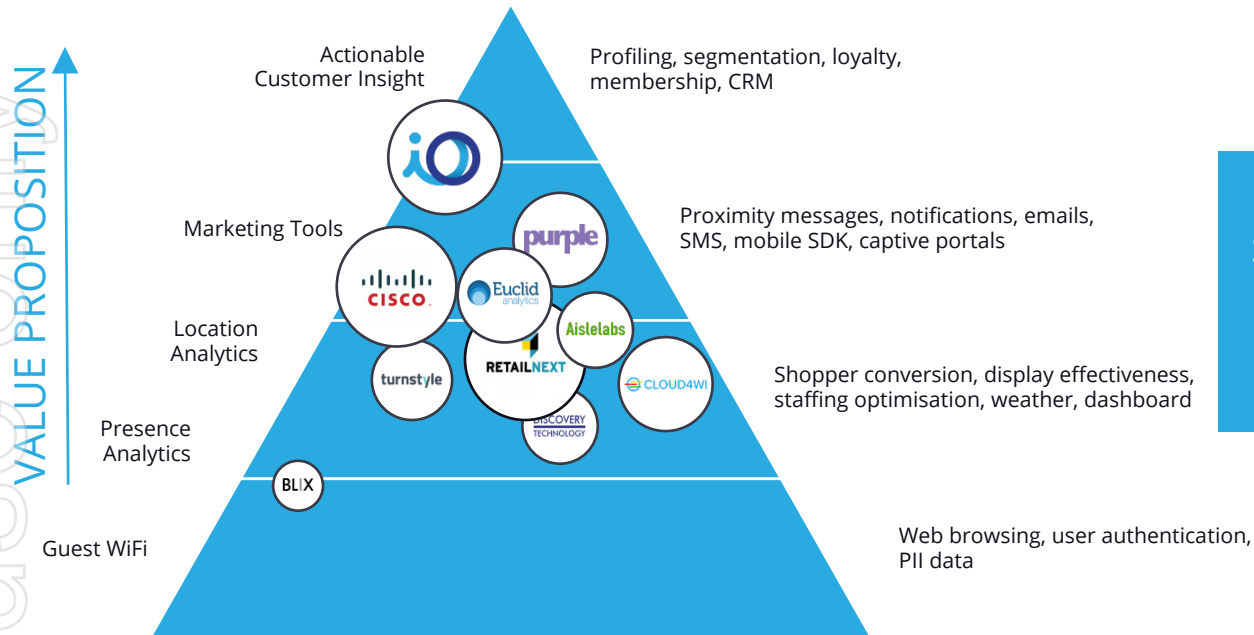 VALUE PROPOSITION
Actionable
Customer Insight
Profiling, segmentation, loyalty,
membership, CRM
iO
Marketing Tools
purple
Proximity messages, notifications, emails,
SMS, mobile SDK, captive portals
CISCO
Euclid
analytics
Location
Analytics
Aislelabs
RETAILNEXT
turnstyle
CLOUD4WI
Shopper conversion, display effectiveness,
staffing optimisation, weather, dashboard
DISCOVERY
TECHNOLOGY
Presence
Analytics
BLIX
Guest WiFi
Web browsing, user authentication,
PII data